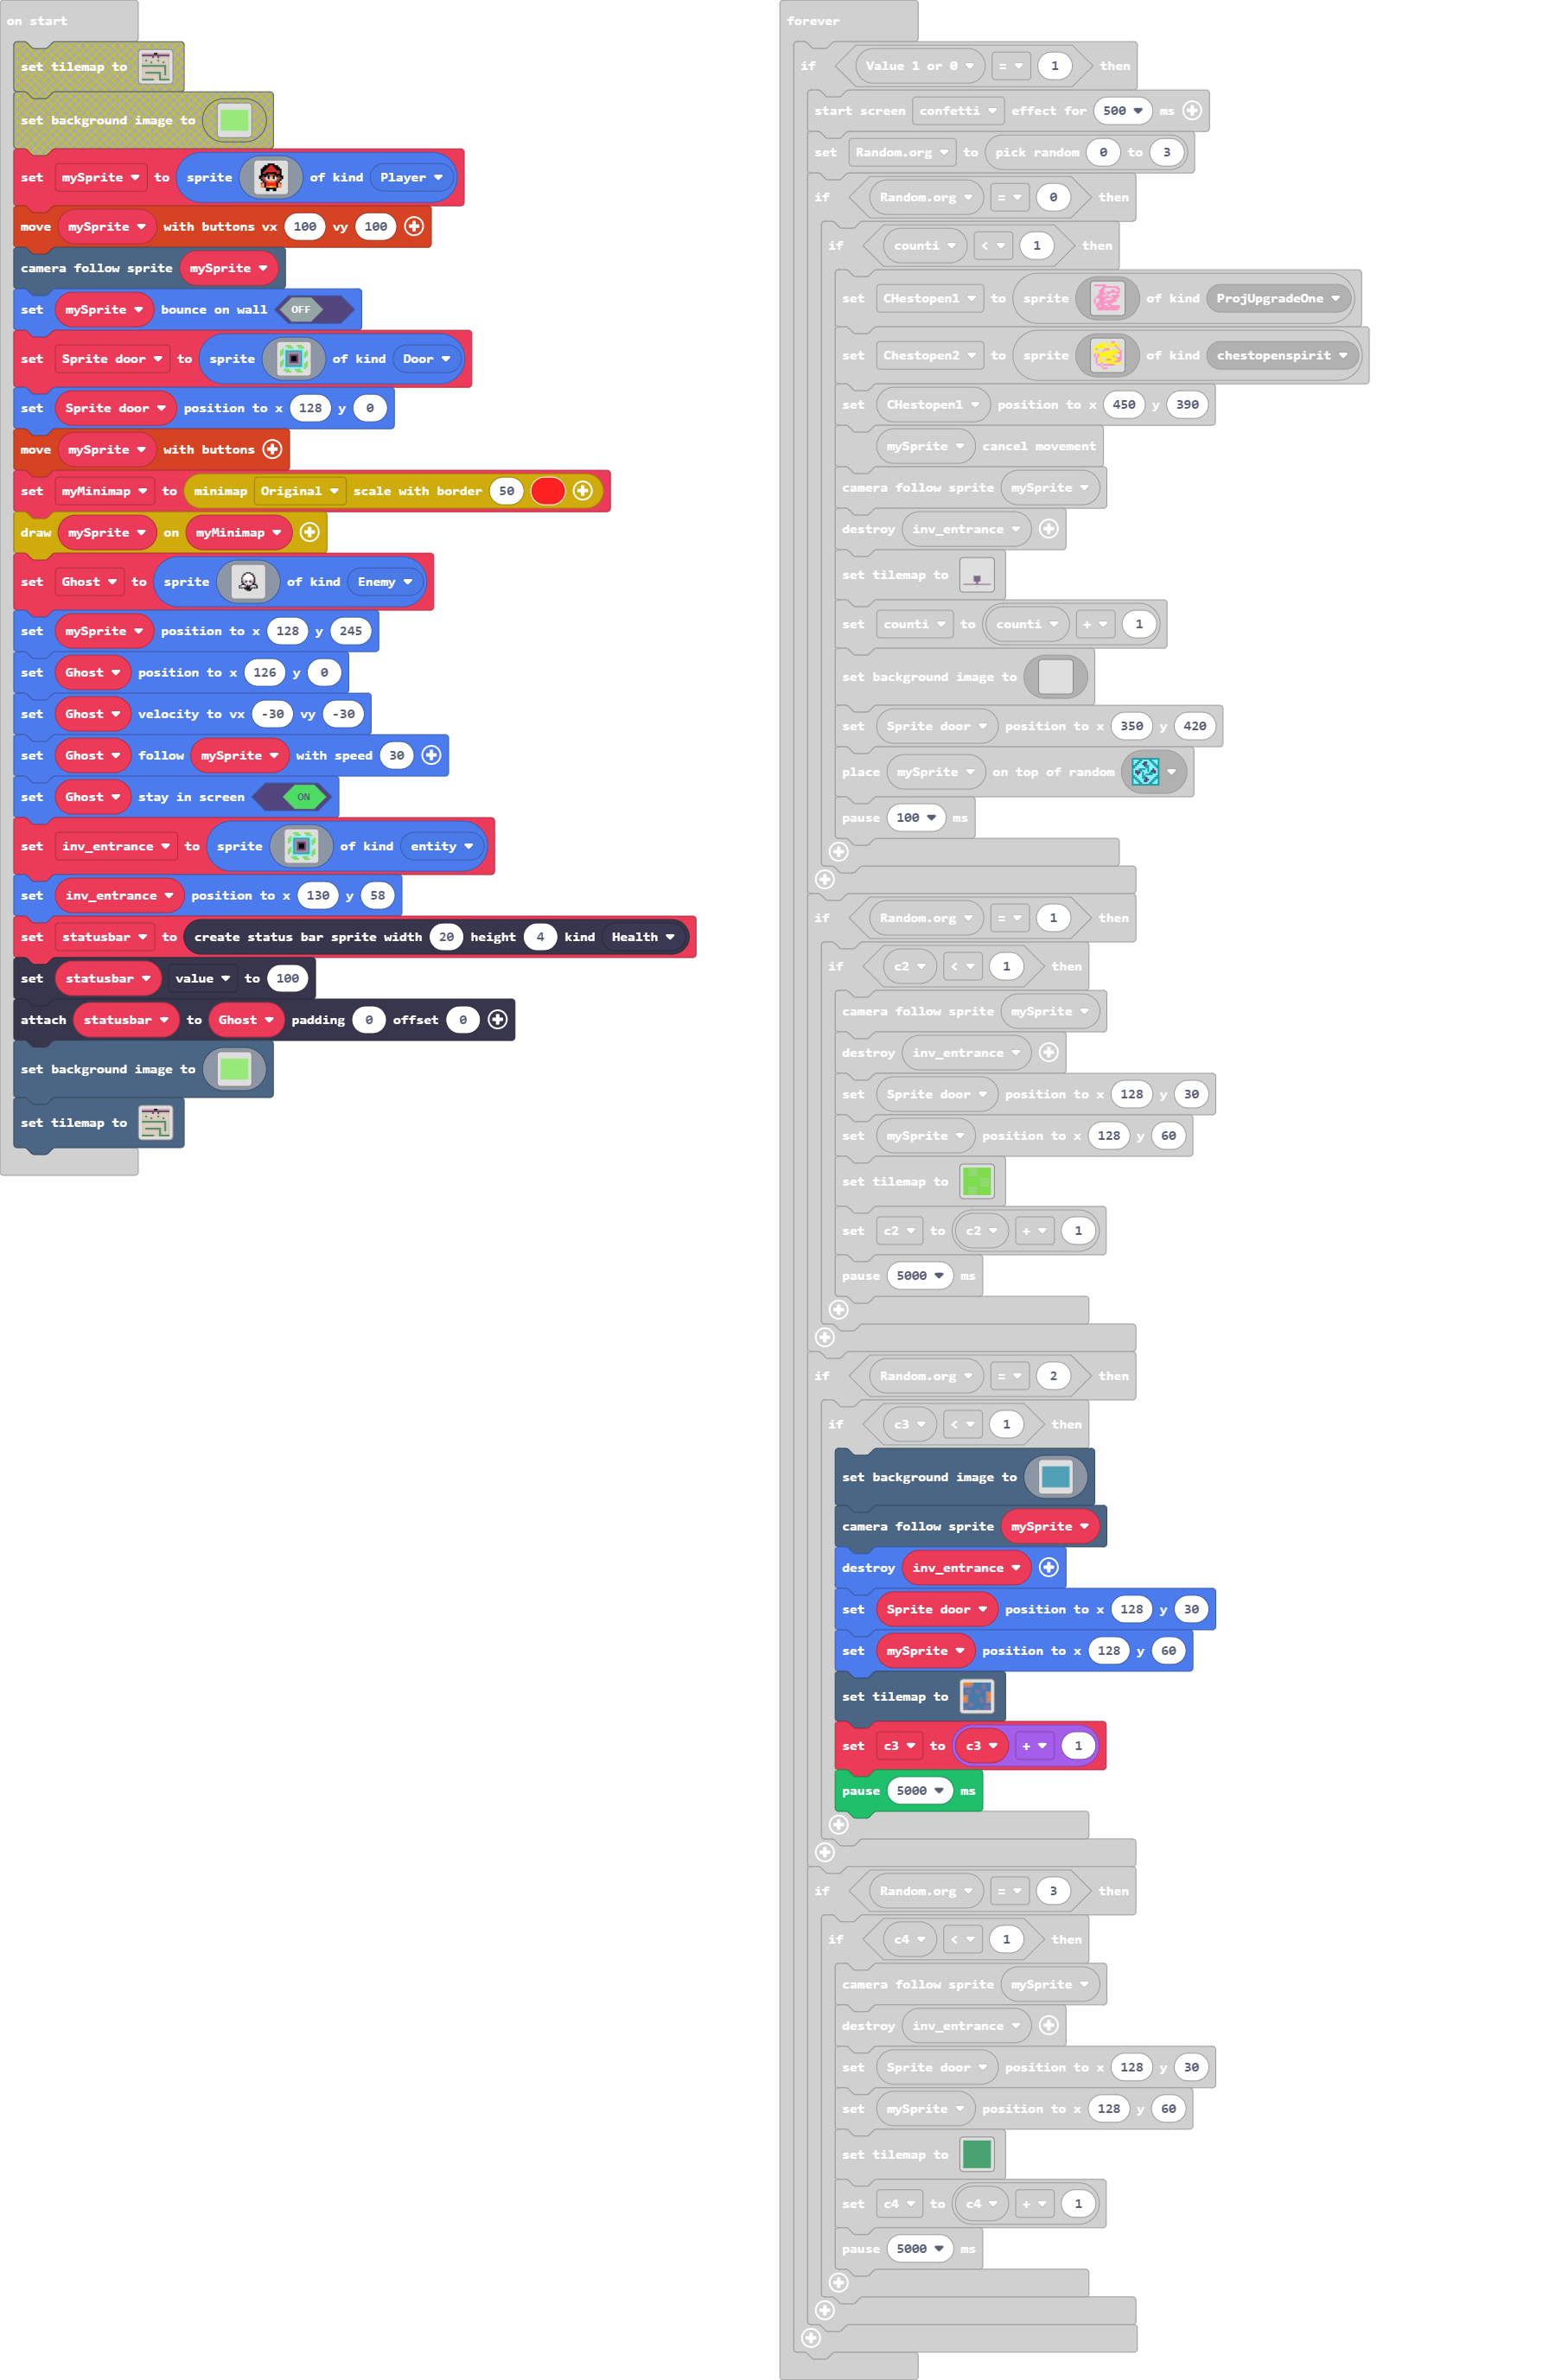 on start
set tilemap to
set background image to
set mySprite to sprite of kind Player
move mySprite with buttons vx 100 vy 100
camera follow sprite mySprite
set mySprite bounce on wall OFF
set Sprite door to sprite of kind Door
set Sprite door position to x 128 y 0
move mySprite with buttons
set myMinimap to minimap Original scale with border 50
draw mySprite on myMinimap
set Ghost to sprite of kind Enemy
set mySprite position to x 128 y 245
set Ghost position to x 126 y 0
set Ghost velocity to vx -30 vy -30
set Ghost follow mySprite with speed 30
set Ghost stay in screen ON
set inv_entrance to sprite of kind entity
set inv_entrance position to x 130 y 58
set statusbar to create status bar sprite width 20 height 4 kind Health
set statusbar value to 100
attach statusbar to Ghost padding 0 offset 0
set background image to
set tilemap to
forever
if Value 1 or 0 = 1 then
start screen confetti effect for 500 ms
set Random.org to pick random 0 to 3
if Random.org = 0 then
if counti < 1 then
set CHestopen1 to sprite of kind ProjUpgradeOne
set Chestopen2 to sprite of kind chestopenspirit
set CHestopen1 position to x 450 y 390
mySprite cancel movement
camera follow sprite mySprite
destroy inv_entrance
set tilemap to
set counti to counti + 1
set background image to
set Sprite door position to x 350 y 420
place mySprite on top of random
pause 100 ms
if Random.org = 1 then
if c2 < 1 then
camera follow sprite mySprite
destroy inv_entrance
set Sprite door position to x 128 y 30
set mySprite position to x 128 y 60
set tilemap to
set c2 to c2 + 1
pause 5000 ms
if Random.org = 2 then
if c3 < 1 then
set background image to
camera follow sprite mySprite
destroy inv_entrance
set Sprite door position to x 128 y 30
set mySprite position to x 128 y 60
set tilemap to
set c3 to c3 + 1
pause 5000 ms
if Random.org = 3 then
if c4 < 1 then
camera follow sprite mySprite
destroy inv_entrance
set Sprite door position to x 128 y 30
set mySprite position to x 128 y 60
set tilemap to
set c4 to c4 + 1
pause 5000 ms